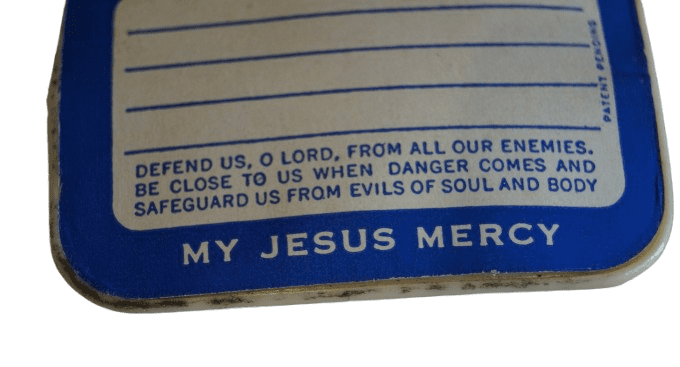 PATENT PENDING
DEFEND US, O LORD, FROM ALL OUR ENEMIES.
BE CLOSE TO US WHEN DANGER COMES AND
SAFEGUARD US FROM EVILS OF SOUL AND BODY
MY JESUS MERCY